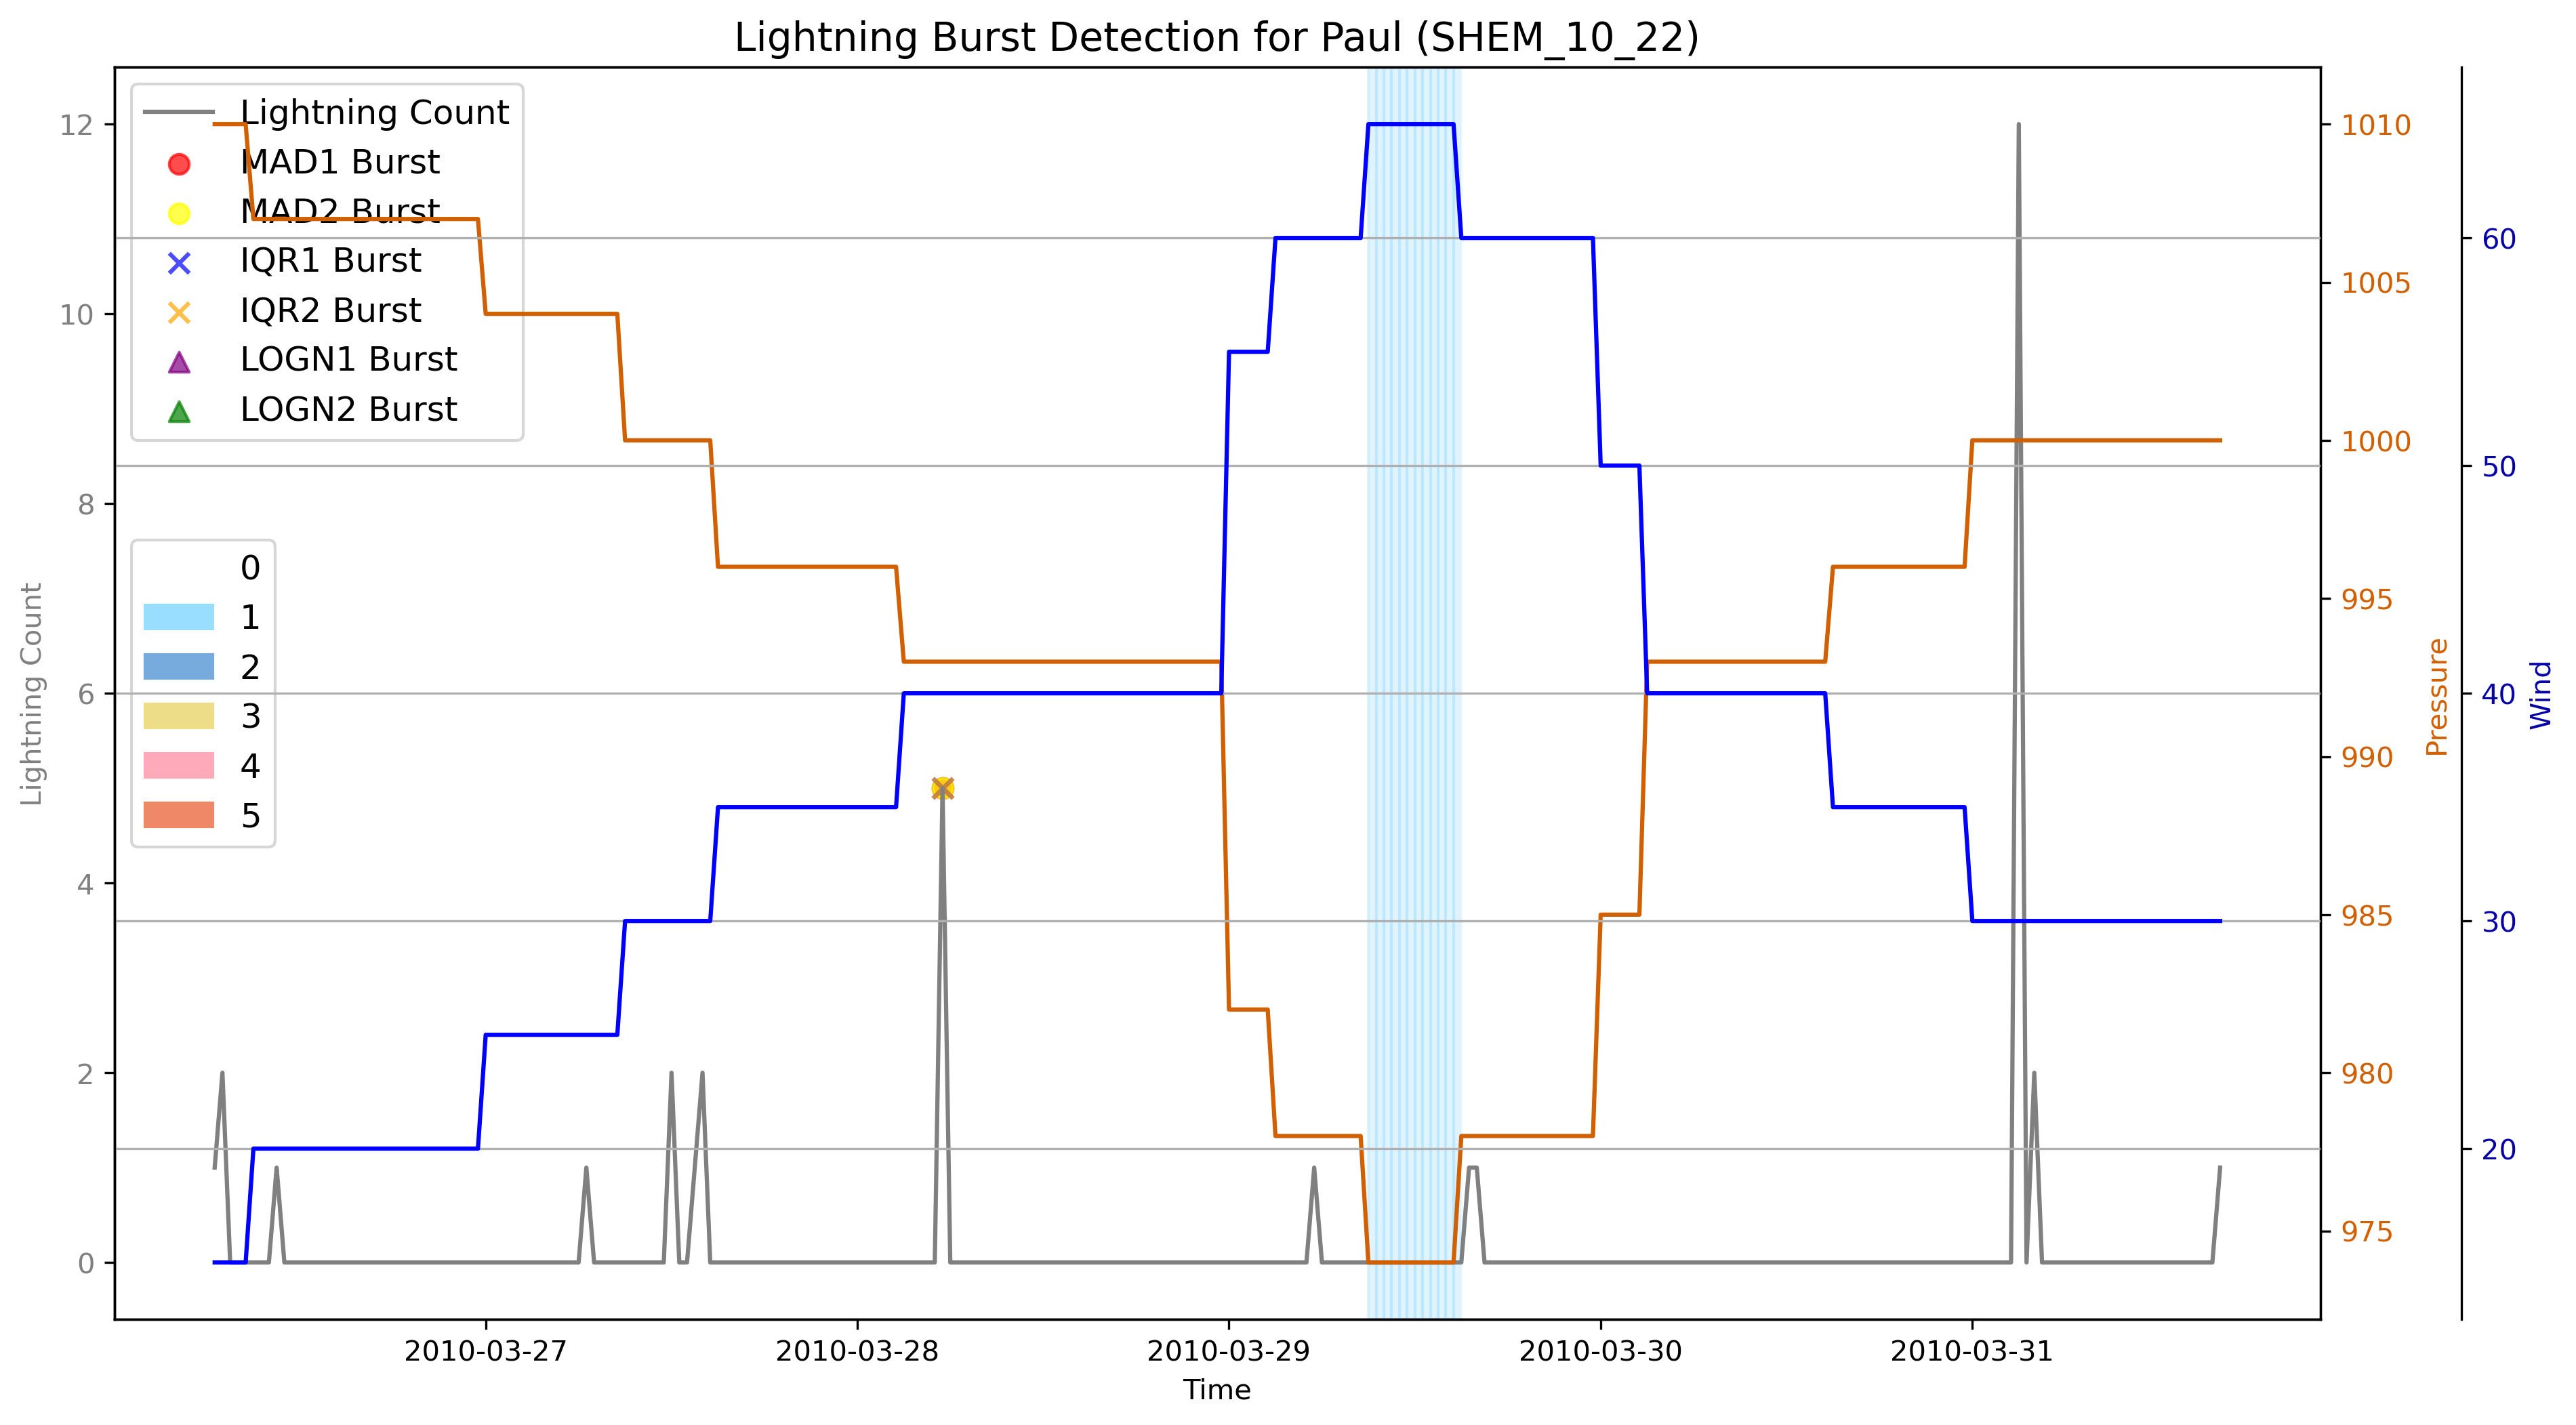 Lightning Burst Detection for Paul (SHEM_10_22)
Lightning Count
MAD1 Burst
MAD2 Burst
IQR1 Burst
IQR2 Burst
LOGN1 Burst
LOGN2 Burst
0
1
2
3
4
5
Lightning Count
12
10
8
6
4
2
0
2010-03-27
2010-03-28
2010-03-29
2010-03-30
2010-03-31
Time
1010
1005
1000
995
990
985
980
975
Pressure
60
50
40
30
20
Wind